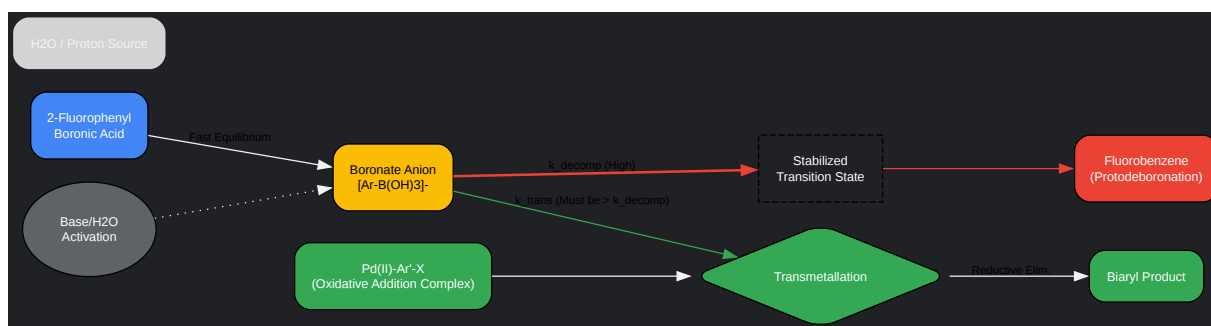 H2O / Proton Source
2-Fluorophenyl
Boronic Acid
Fast Equilibrium
Base/H2O
Activation
Boronate Anion
[Ar-B(OH)3]-
k_decomp (High)
k_trans (Must be > k_decomp)
Stabilized
Transition State
Fluorobenzene
(Protodeboronation)
Pd(II)-Ar'-X
(Oxidative Addition Complex)
Transmetallation
Reductive Elim.
Biaryl Product